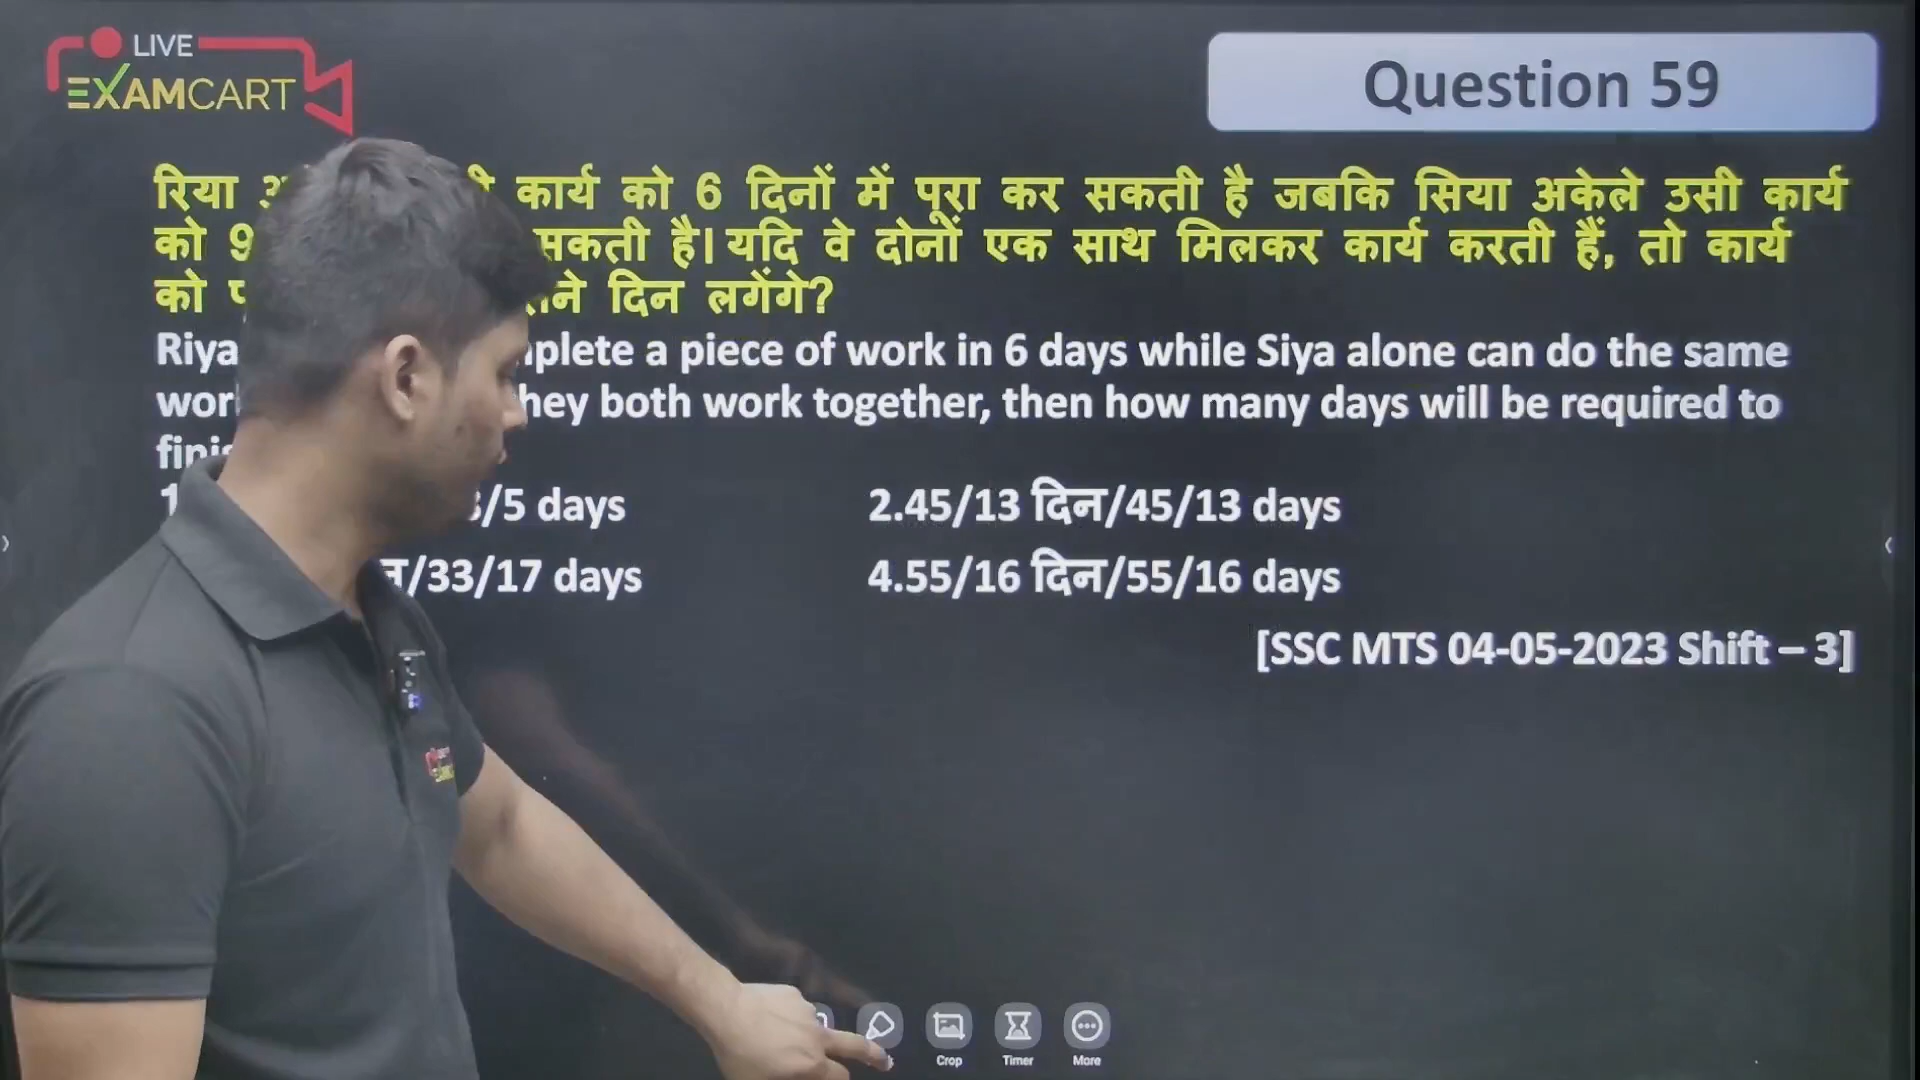 LIVE
EXAMCART
Question 59
रिया कार्य को 6 दिनों में पूरा कर सकती है जबकि सिया अकेले उसी कार्य
को 9 सकती है। यदि वे दोनों एक साथ मिलकर कार्य करती हैं, तो कार्य
को दिन लगेंगे?
Riya a piece of work in 6 days while Siya alone can do the same
both work together, then how many days will be required to
/5 days
2.45/13 दिन/45/13 days
/33/17 days
4.55/16 दिन/55/16 days
[SSC MTS 04-05-2023 Shift – 3]
Crop
Timer
More